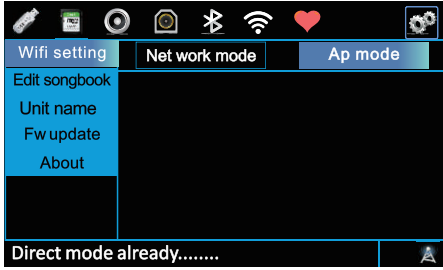 Wifi setting
Net work mode
Ap mode
Edit songbook
Unit name
Fw update
About
Direct mode already........